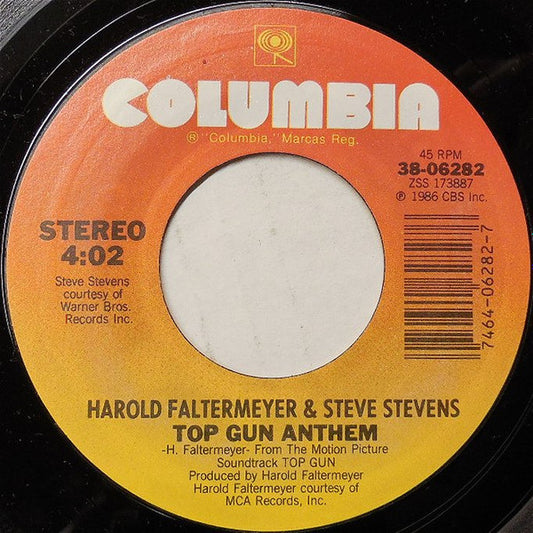 COLUMBIA
® "Columbia," Marcas Reg.
45 RPM
38-06282
ZSS 173887
℗ 1986 CBS Inc.
STEREO
4:02
Steve Stevens
courtesy of
Warner Bros.
Records Inc.
7464-06282-7
HAROLD FALTERMEYER & STEVE STEVENS
TOP GUN ANTHEM
-H. Faltermeyer- From The Motion Picture
Soundtrack TOP GUN
Produced by Harold Faltermeyer
Harold Faltermeyer courtesy of
MCA Records, Inc.